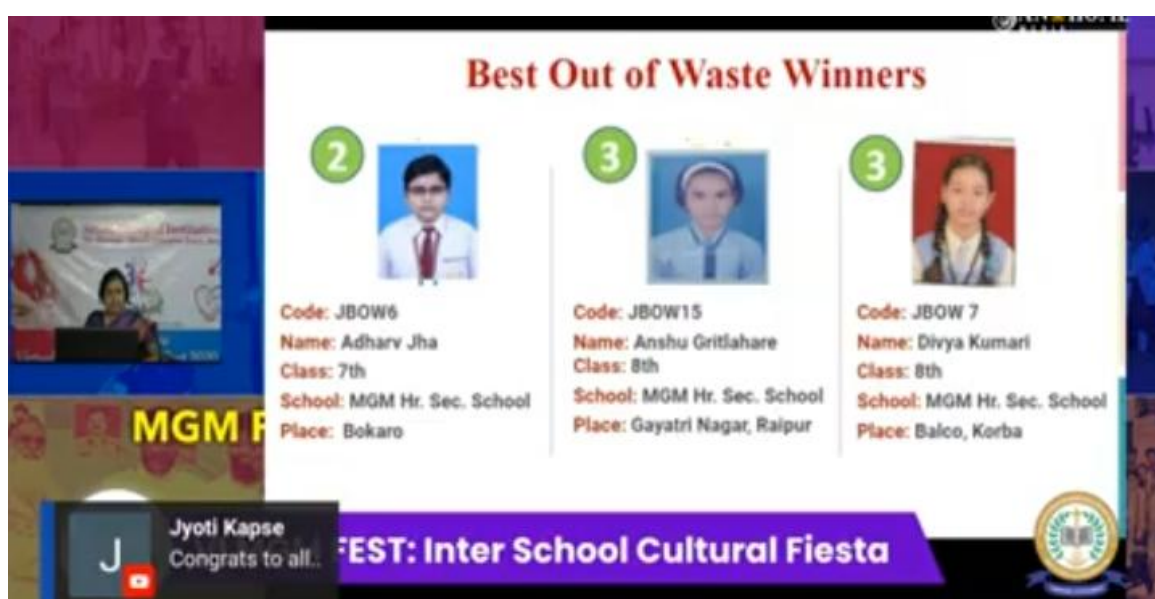 Best Out of Waste Winners
2
3
3
Code: JBOW6
Name: Adharv Jha
Class: 7th
School: MGM Hr. Sec. School
Place: Bokaro
Code: JBOW15
Name: Anshu Gritlahare
Class: 8th
School: MGM Hr. Sec. School
Place: Gayatri Nagar, Raipur
Code: JBOW 7
Name: Divya Kumari
Class: 8th
School: MGM Hr. Sec. School
Place: Balco, Korba
MGM F
J
Jyoti Kapse
Congrats to all..
FEST: Inter School Cultural Fiesta